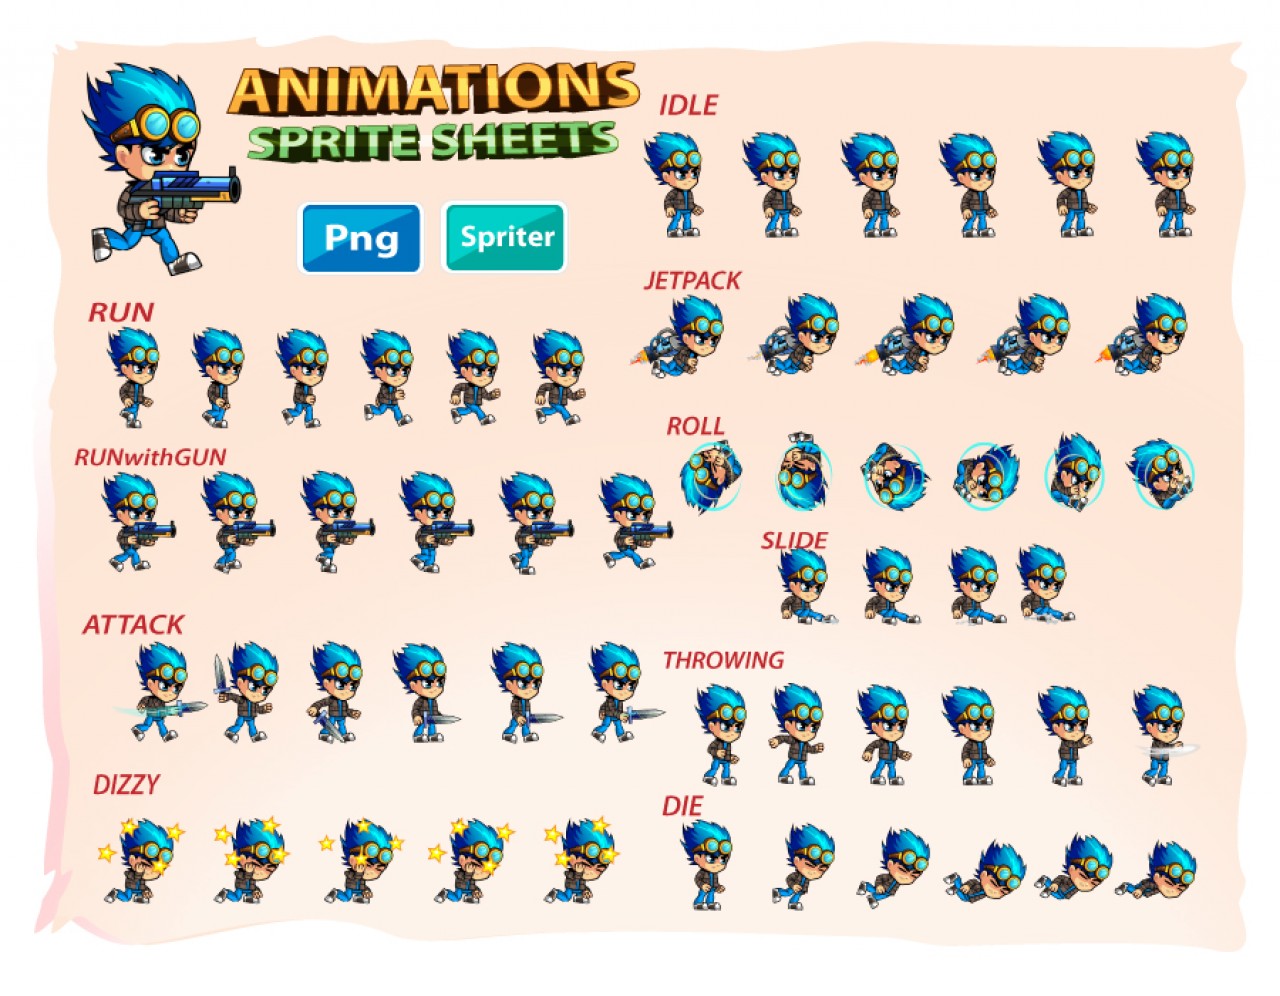 ANIMATIONS
SPRITE SHEETS
Png
Spriter
IDLE
JETPACK
RUN
ROLL
RUNwithGUN
SLIDE
ATTACK
THROWING
DIZZY
DIE